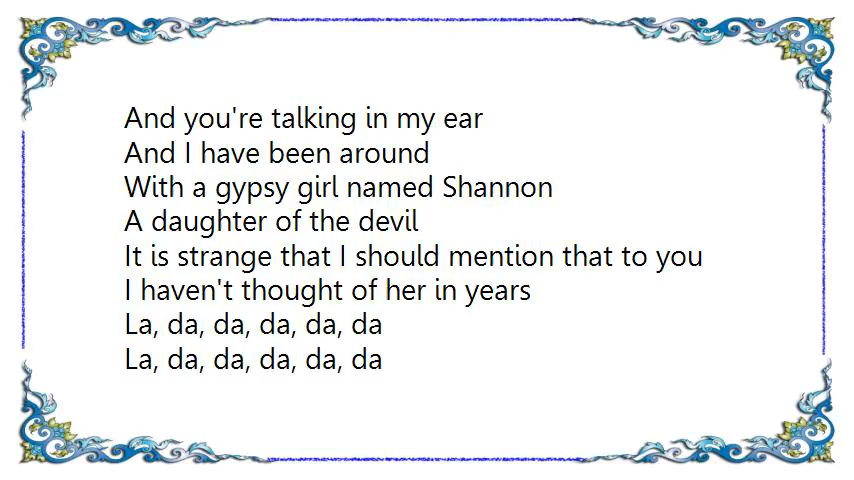 And you're talking in my ear
And I have been around
With a gypsy girl named Shannon
A daughter of the devil
It is strange that I should mention that to you
I haven't thought of her in years
La, da, da, da, da, da
La, da, da, da, da, da